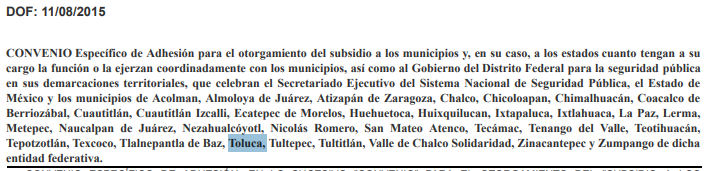 DOF: 11/08/2015
CONVENIO Específico de Adhesión para el otorgamiento del subsidio a los municipios y, en su caso, a los estados cuanto tengan a su
cargo la función o la ejerzan coordinadamente con los municipios, así como al Gobierno del Distrito Federal para la seguridad pública
en sus demarcaciones territoriales, que celebran el Secretariado Ejecutivo del Sistema Nacional de Seguridad Pública, el Estado de
México y los municipios de Acolman, Almoloya de Juárez, Atizapán de Zaragoza, Chalco, Chicoloapan, Chimalhuacán, Coacalco de
Berriozábal, Cuautitlán, Cuautitlán Izcalli, Ecatepec de Morelos, Huehuetoca, Huixquilucan, Ixtapaluca, Ixtlahuaca, La Paz, Lerma,
Metepec, Naucalpan de Juárez, Nezahualcóyotl, Nicolás Romero, San Mateo Atenco, Tecámac, Tenango del Valle, Teotihuacán,
Tepotzotlán, Texcoco, Tlalnepantla de Baz, Toluca, Tultepec, Tultitlán, Valle de Chalco Solidaridad, Zinacantepec y Zumpango de dicha
entidad federativa.